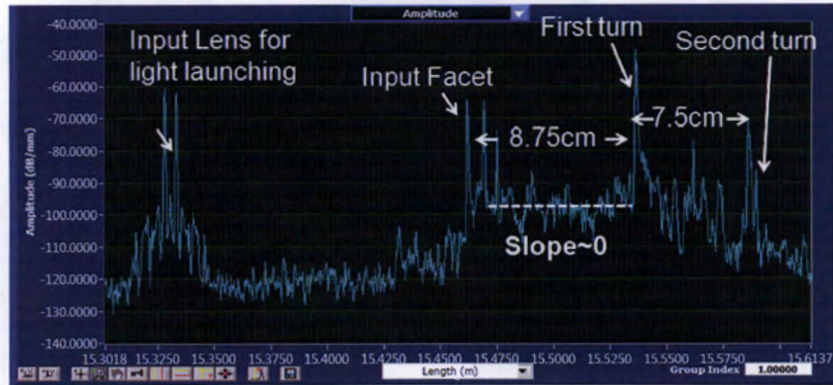 Amplitude
-40.0000
-50.0000
-60.0000
-70.0000
-80.0000
-90.0000
-100.0000
-110.0000
-120.0000
-130.0000
-140.0000
Amplitude (dB/mm)
Input Lens for
light launching
Input Facet
First turn
Second turn
8.75cm
7.5cm
Slope~0
15.3018 15.3250 15.3500 15.3750 15.4000 15.4250 15.4500 15.4750 15.5000 15.5250 15.5500 15.5750 15.6137
Length (m)
Group Index 1.00000